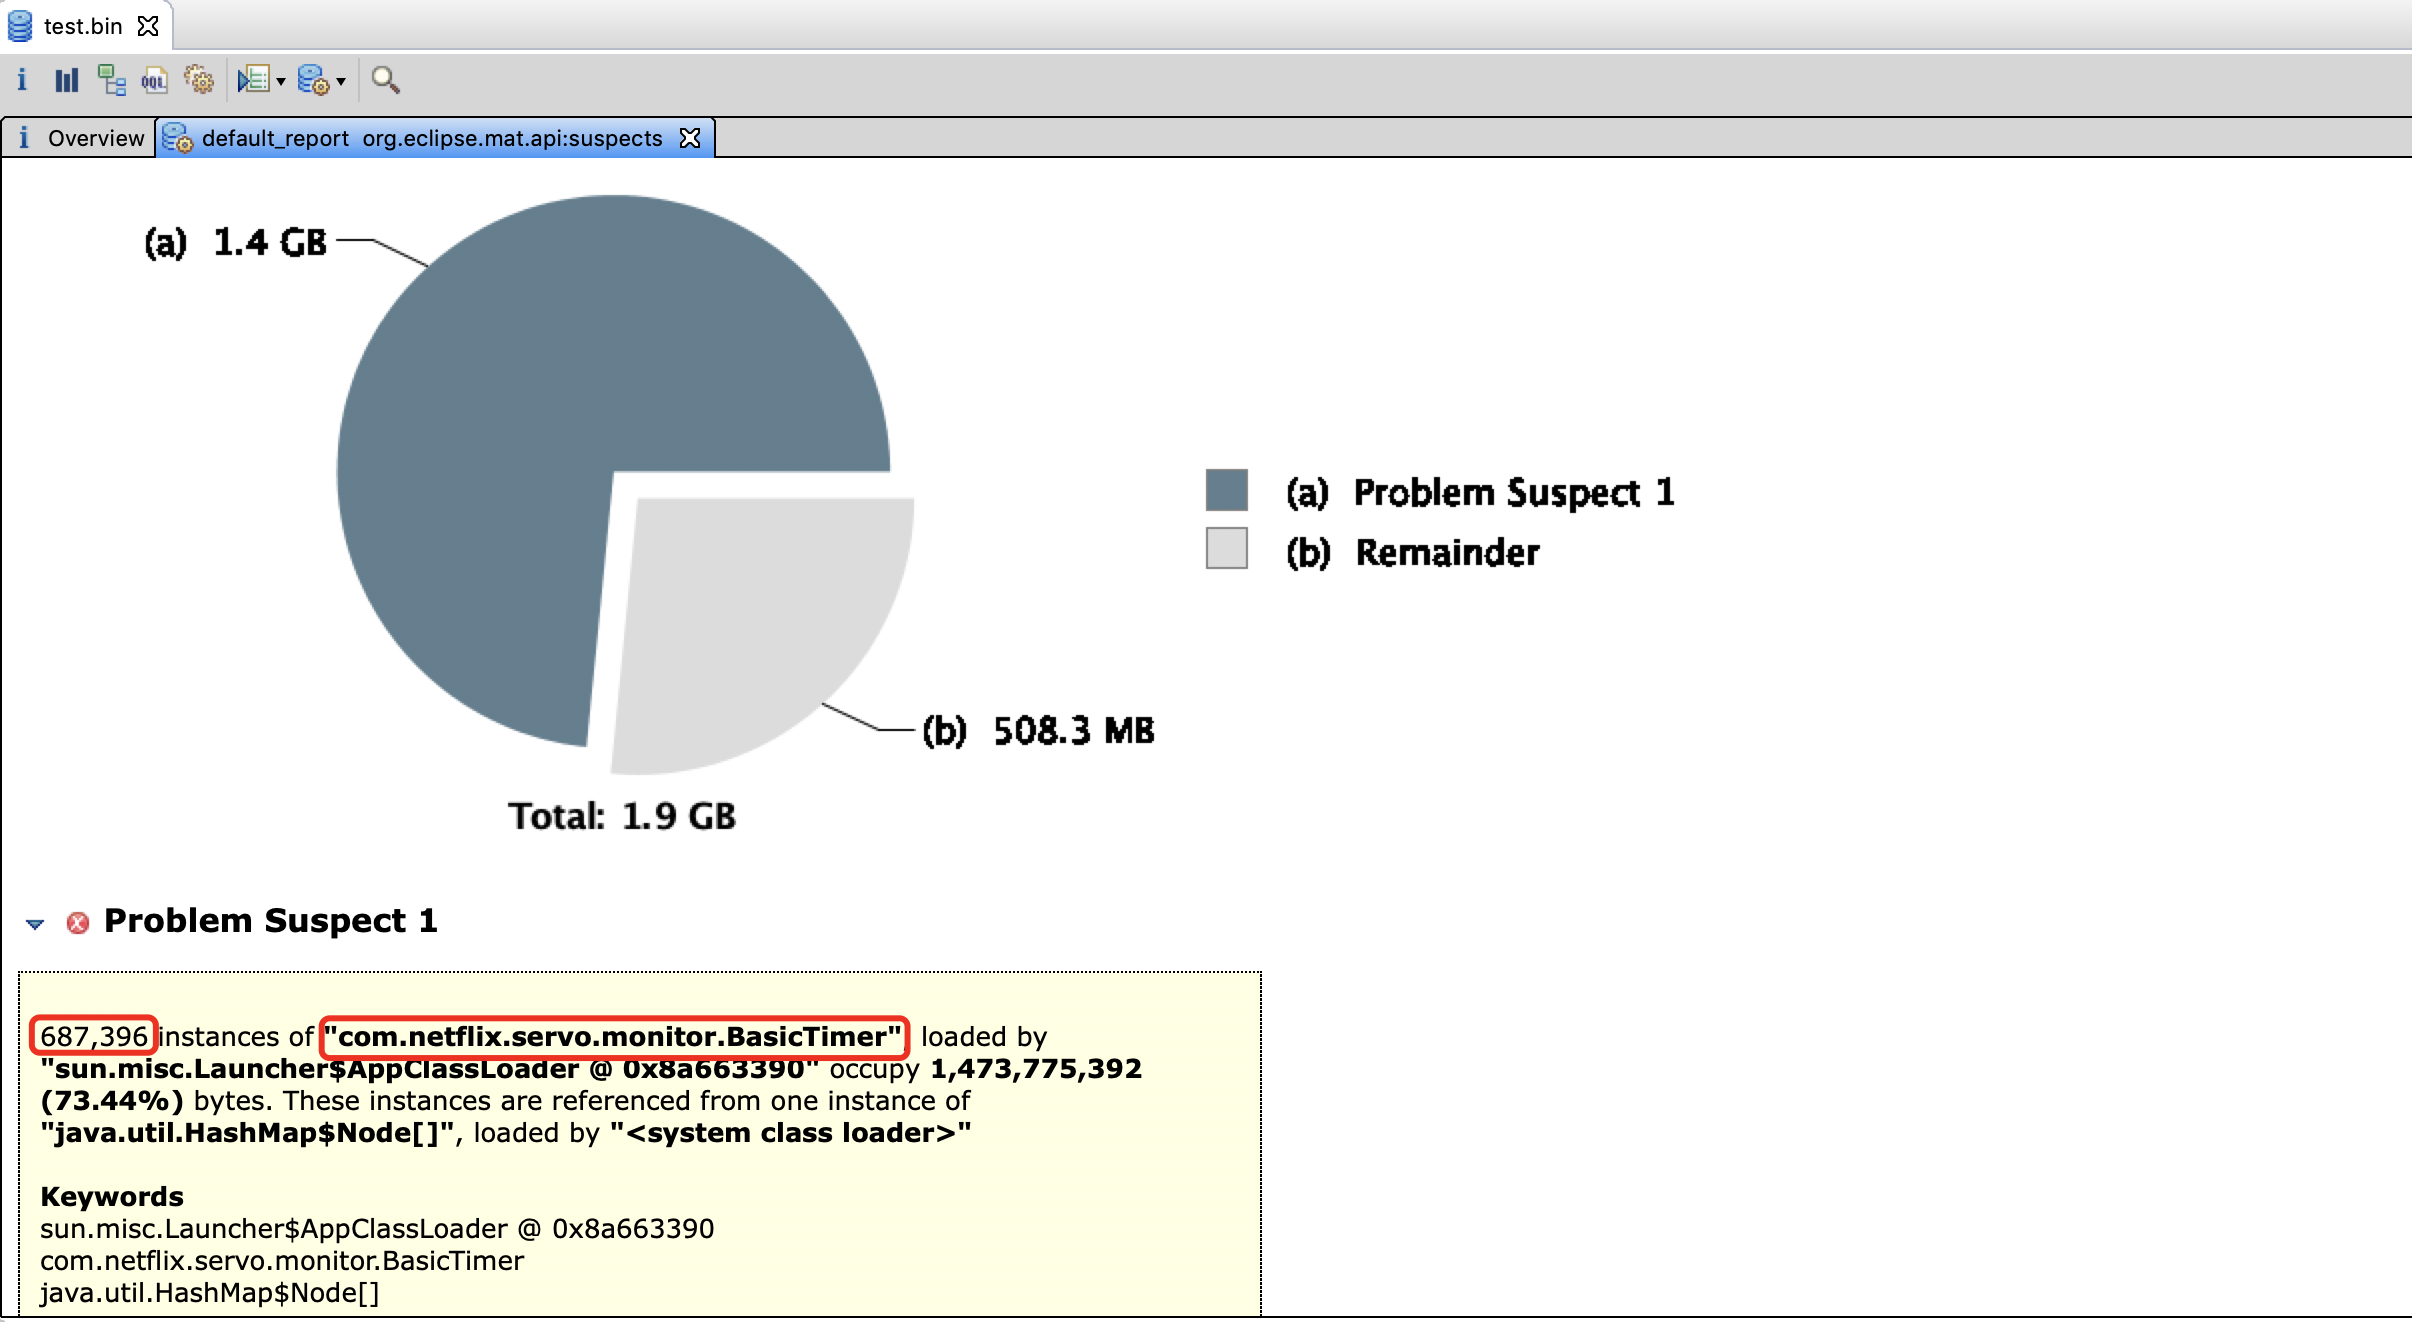 test.bin
i OQL
i Overview default_report org.eclipse.mat.api:suspects
(a) 1.4 GB
(a) Problem Suspect 1
(b) Remainder
(b) 508.3 MB
Total: 1.9 GB
Problem Suspect 1
687,396 instances of "com.netflix.servo.monitor.BasicTimer", loaded by
"sun.misc.Launcher$AppClassLoader @ 0x8a663390" occupy 1,473,775,392
(73.44%) bytes. These instances are referenced from one instance of
"java.util.HashMap$Node[]", loaded by "<system class loader>"
Keywords
sun.misc.Launcher$AppClassLoader @ 0x8a663390
com.netflix.servo.monitor.BasicTimer
java.util.HashMap$Node[]